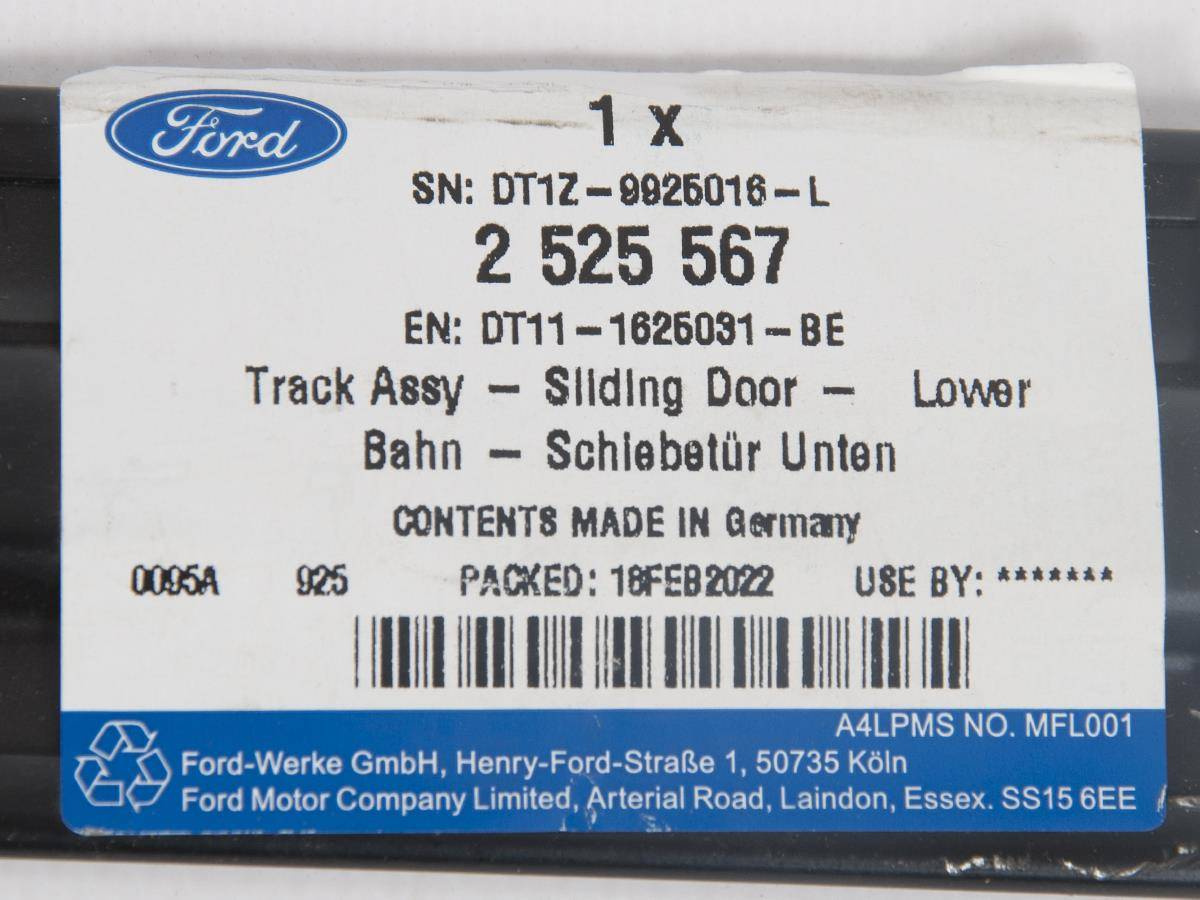 Ford
1 x
SN: DT1Z-9925016-L
2 525 567
EN: DT11-1625031-BE
Track Assy - Sliding Door - Lower
Bahn - Schiebetür Unten
CONTENTS MADE IN Germany
0095A 925 PACKED: 18FEB2022 USE BY: *******
A4LPMS NO. MFL001
Ford-Werke GmbH, Henry-Ford-Straße 1, 50735 Köln
Ford Motor Company Limited, Arterial Road, Laindon, Essex. SS15 6EE